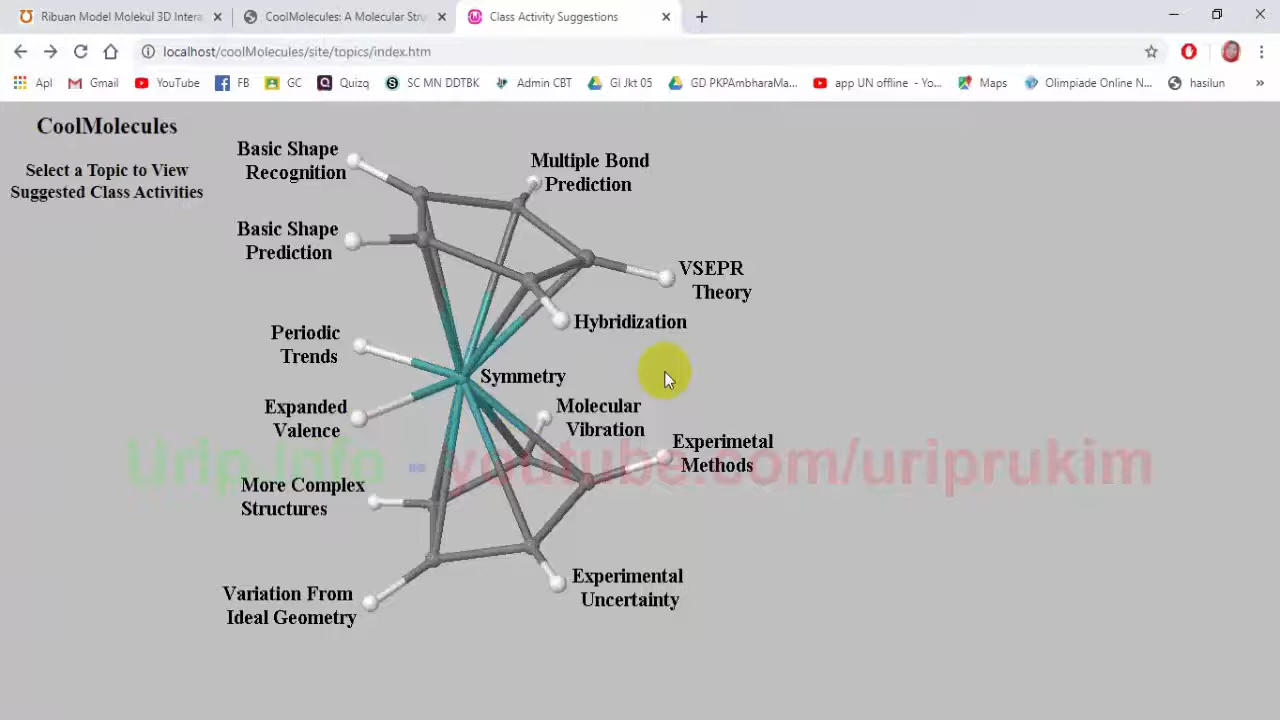 Ribuan Model Molekul 3D Intera
CoolMolecules: A Molecular Stru
Class Activity Suggestions
localhost/coolMolecules/site/topics/index.htm
Apl
Gmail
YouTube
FB
GC
Quizq
SC MN DDTBK
Admin CBT
GI Jkt 05
GD PKPAmbharaMa...
app UN offline - Yo...
Maps
Olimpiade Online N...
hasilun
»
CoolMolecules
Select a Topic to View
Suggested Class Activities
Basic Shape
Recognition
Multiple Bond
Prediction
Basic Shape
Prediction
VSEPR
Theory
Hybridization
Periodic
Trends
Symmetry
Expanded
Valence
Molecular
Vibration
Experimetal
Methods
Urip.Info - youtube.com/uriprukim
More Complex
Structures
Experimental
Uncertainty
Variation From
Ideal Geometry